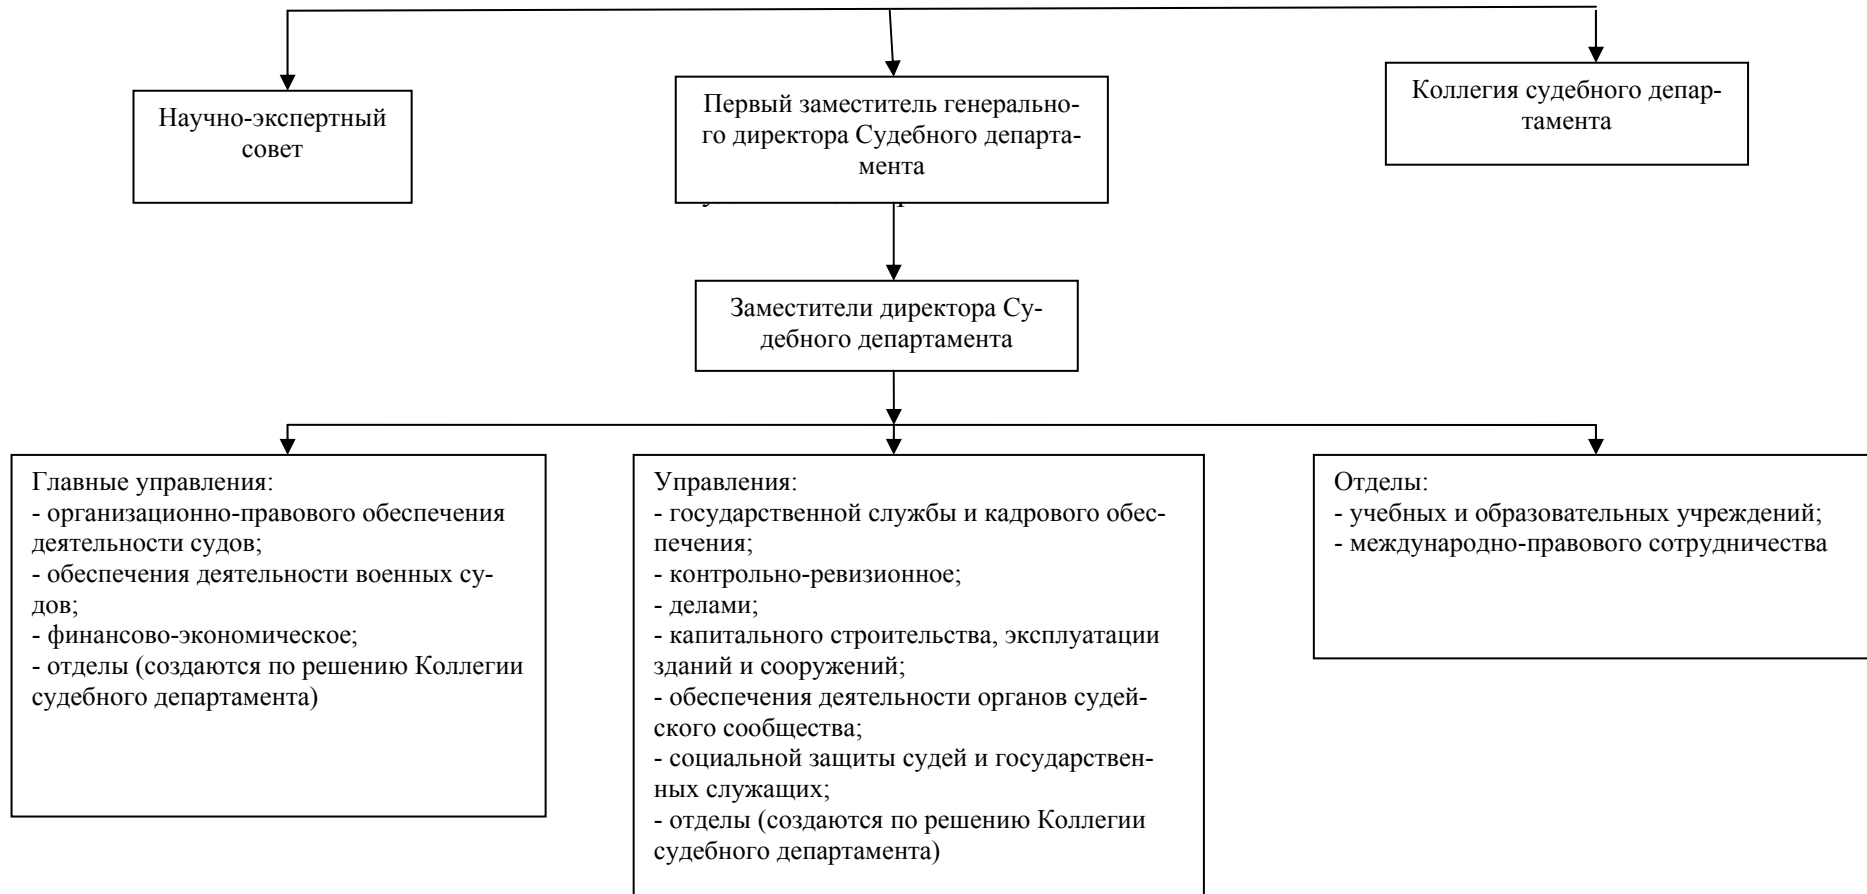 Научно-экспертный
совет
Первый заместитель генерально-
го директора Судебного департа-
мента
Коллегия судебного депар-
тамента
Заместители директора Су-
дебного департамента
Главные управления:
- организационно-правового обеспечения
деятельности судов;
- обеспечения деятельности военных су-
дов;
- финансово-экономическое;
- отделы (создаются по решению Коллегии
судебного департамента)
Управления:
- государственной службы и кадрового обес-
печения;
- контрольно-ревизионное;
- делами;
- капитального строительства, эксплуатации
зданий и сооружений;
- обеспечения деятельности органов судей-
ского сообщества;
- социальной защиты судей и государствен-
ных служащих;
- отделы (создаются по решению Коллегии
судебного департамента)
Отделы:
- учебных и образовательных учреждений;
- международно-правового сотрудничества